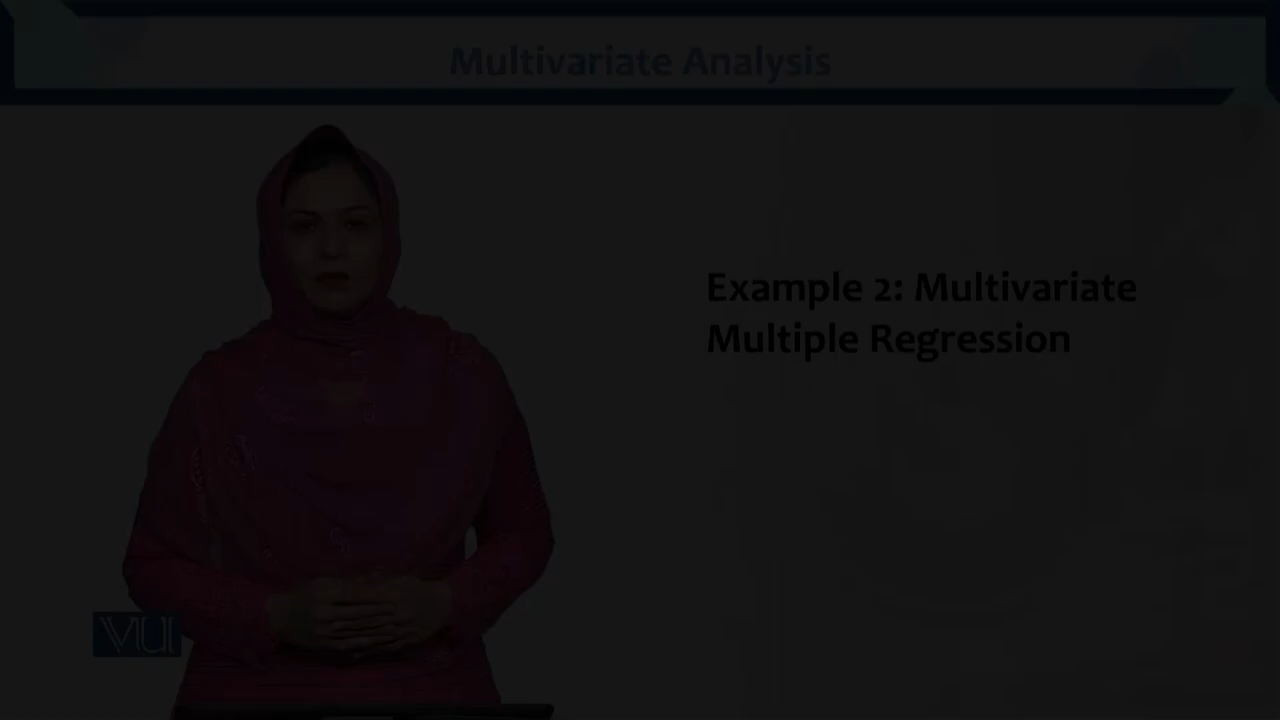 Multivariate Analysis
Example 2: Multivariate
Multiple Regression
VU